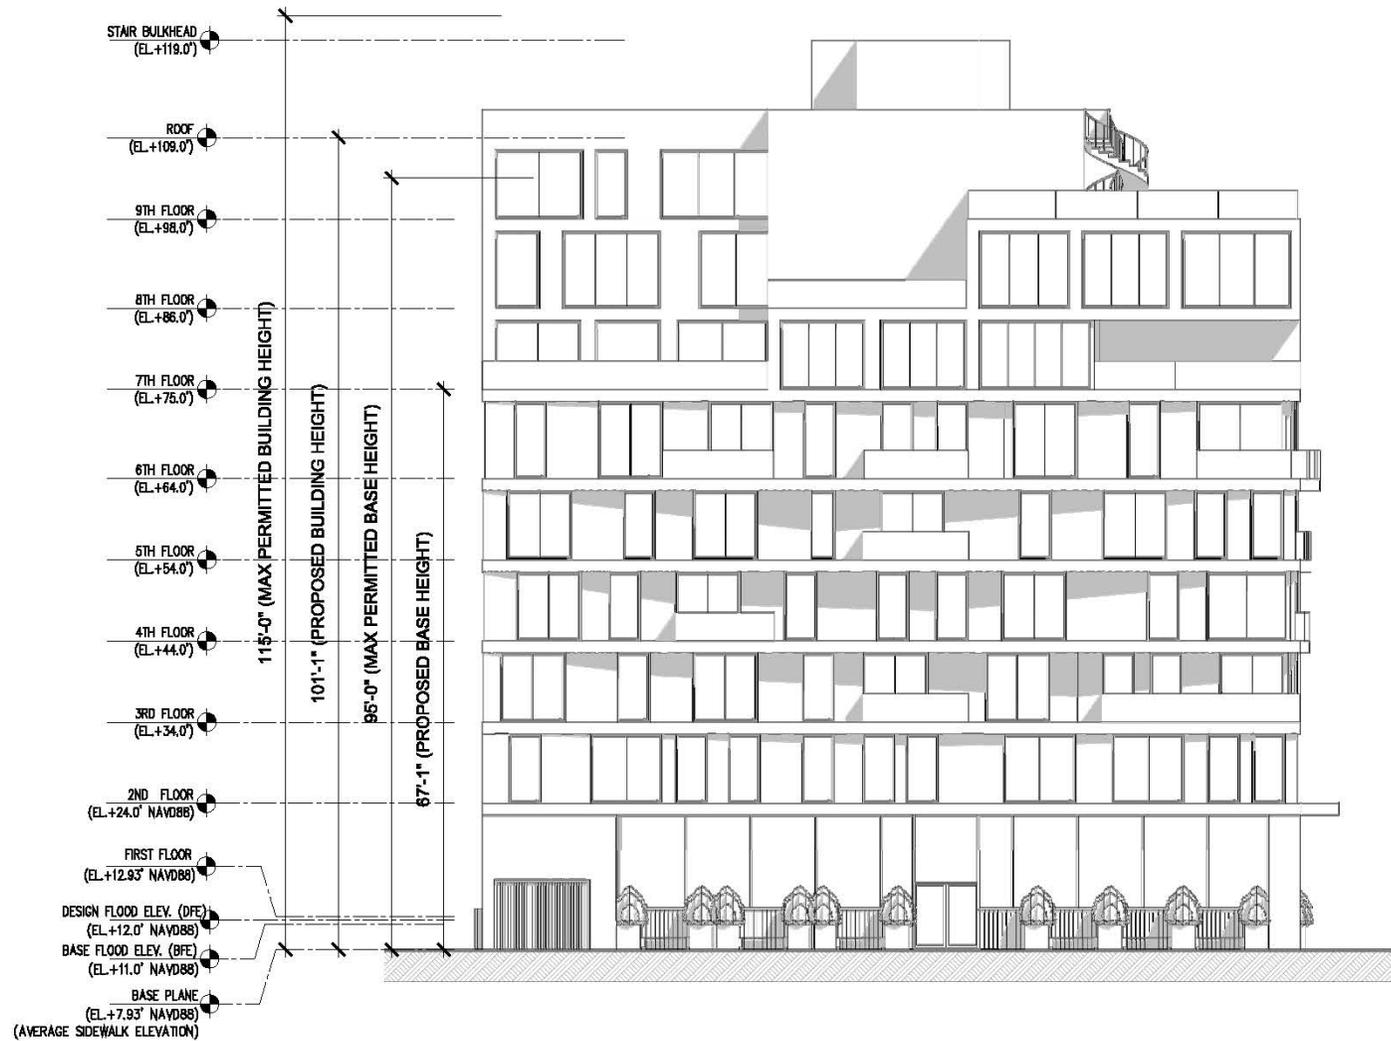 STAIR BULKHEAD
(EL.+119.0')
ROOF
(EL.+109.0')
9TH FLOOR
(EL.+98.0')
8TH FLOOR
(EL.+86.0')
7TH FLOOR
(EL.+75.0')
6TH FLOOR
(EL.+64.0')
5TH FLOOR
(EL.+54.0')
4TH FLOOR
(EL.+44.0')
3RD FLOOR
(EL.+34.0')
2ND FLOOR
(EL.+24.0' NAVD88)
FIRST FLOOR
(EL.+12.93' NAVD88)
DESIGN FLOOD ELEV. (DFE)
(EL.+12.0' NAVD88)
BASE FLOOD ELEV. (BFE)
(EL.+11.0' NAVD88)
BASE PLANE
(EL.+7.93' NAVD88)
(AVERAGE SIDEWALK ELEVATION)
115'-0" (MAX PERMITTED BUILDING HEIGHT)
101'-1" (PROPOSED BUILDING HEIGHT)
95'-0" (MAX PERMITTED BASE HEIGHT)
67'-1" (PROPOSED BASE HEIGHT)